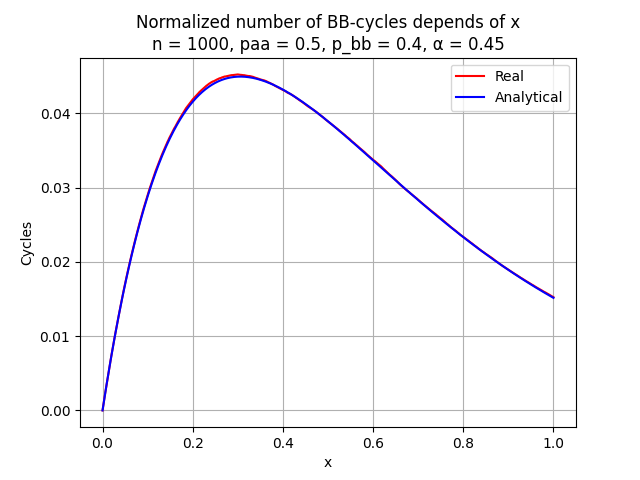 Normalized number of BB-cycles depends of x
n = 1000, paa = 0.5, p_bb = 0.4, α = 0.45
Real
Analytical
Cycles
0.04
0.03
0.02
0.01
0.00
0.0 0.2 0.4 0.6 0.8 1.0
x